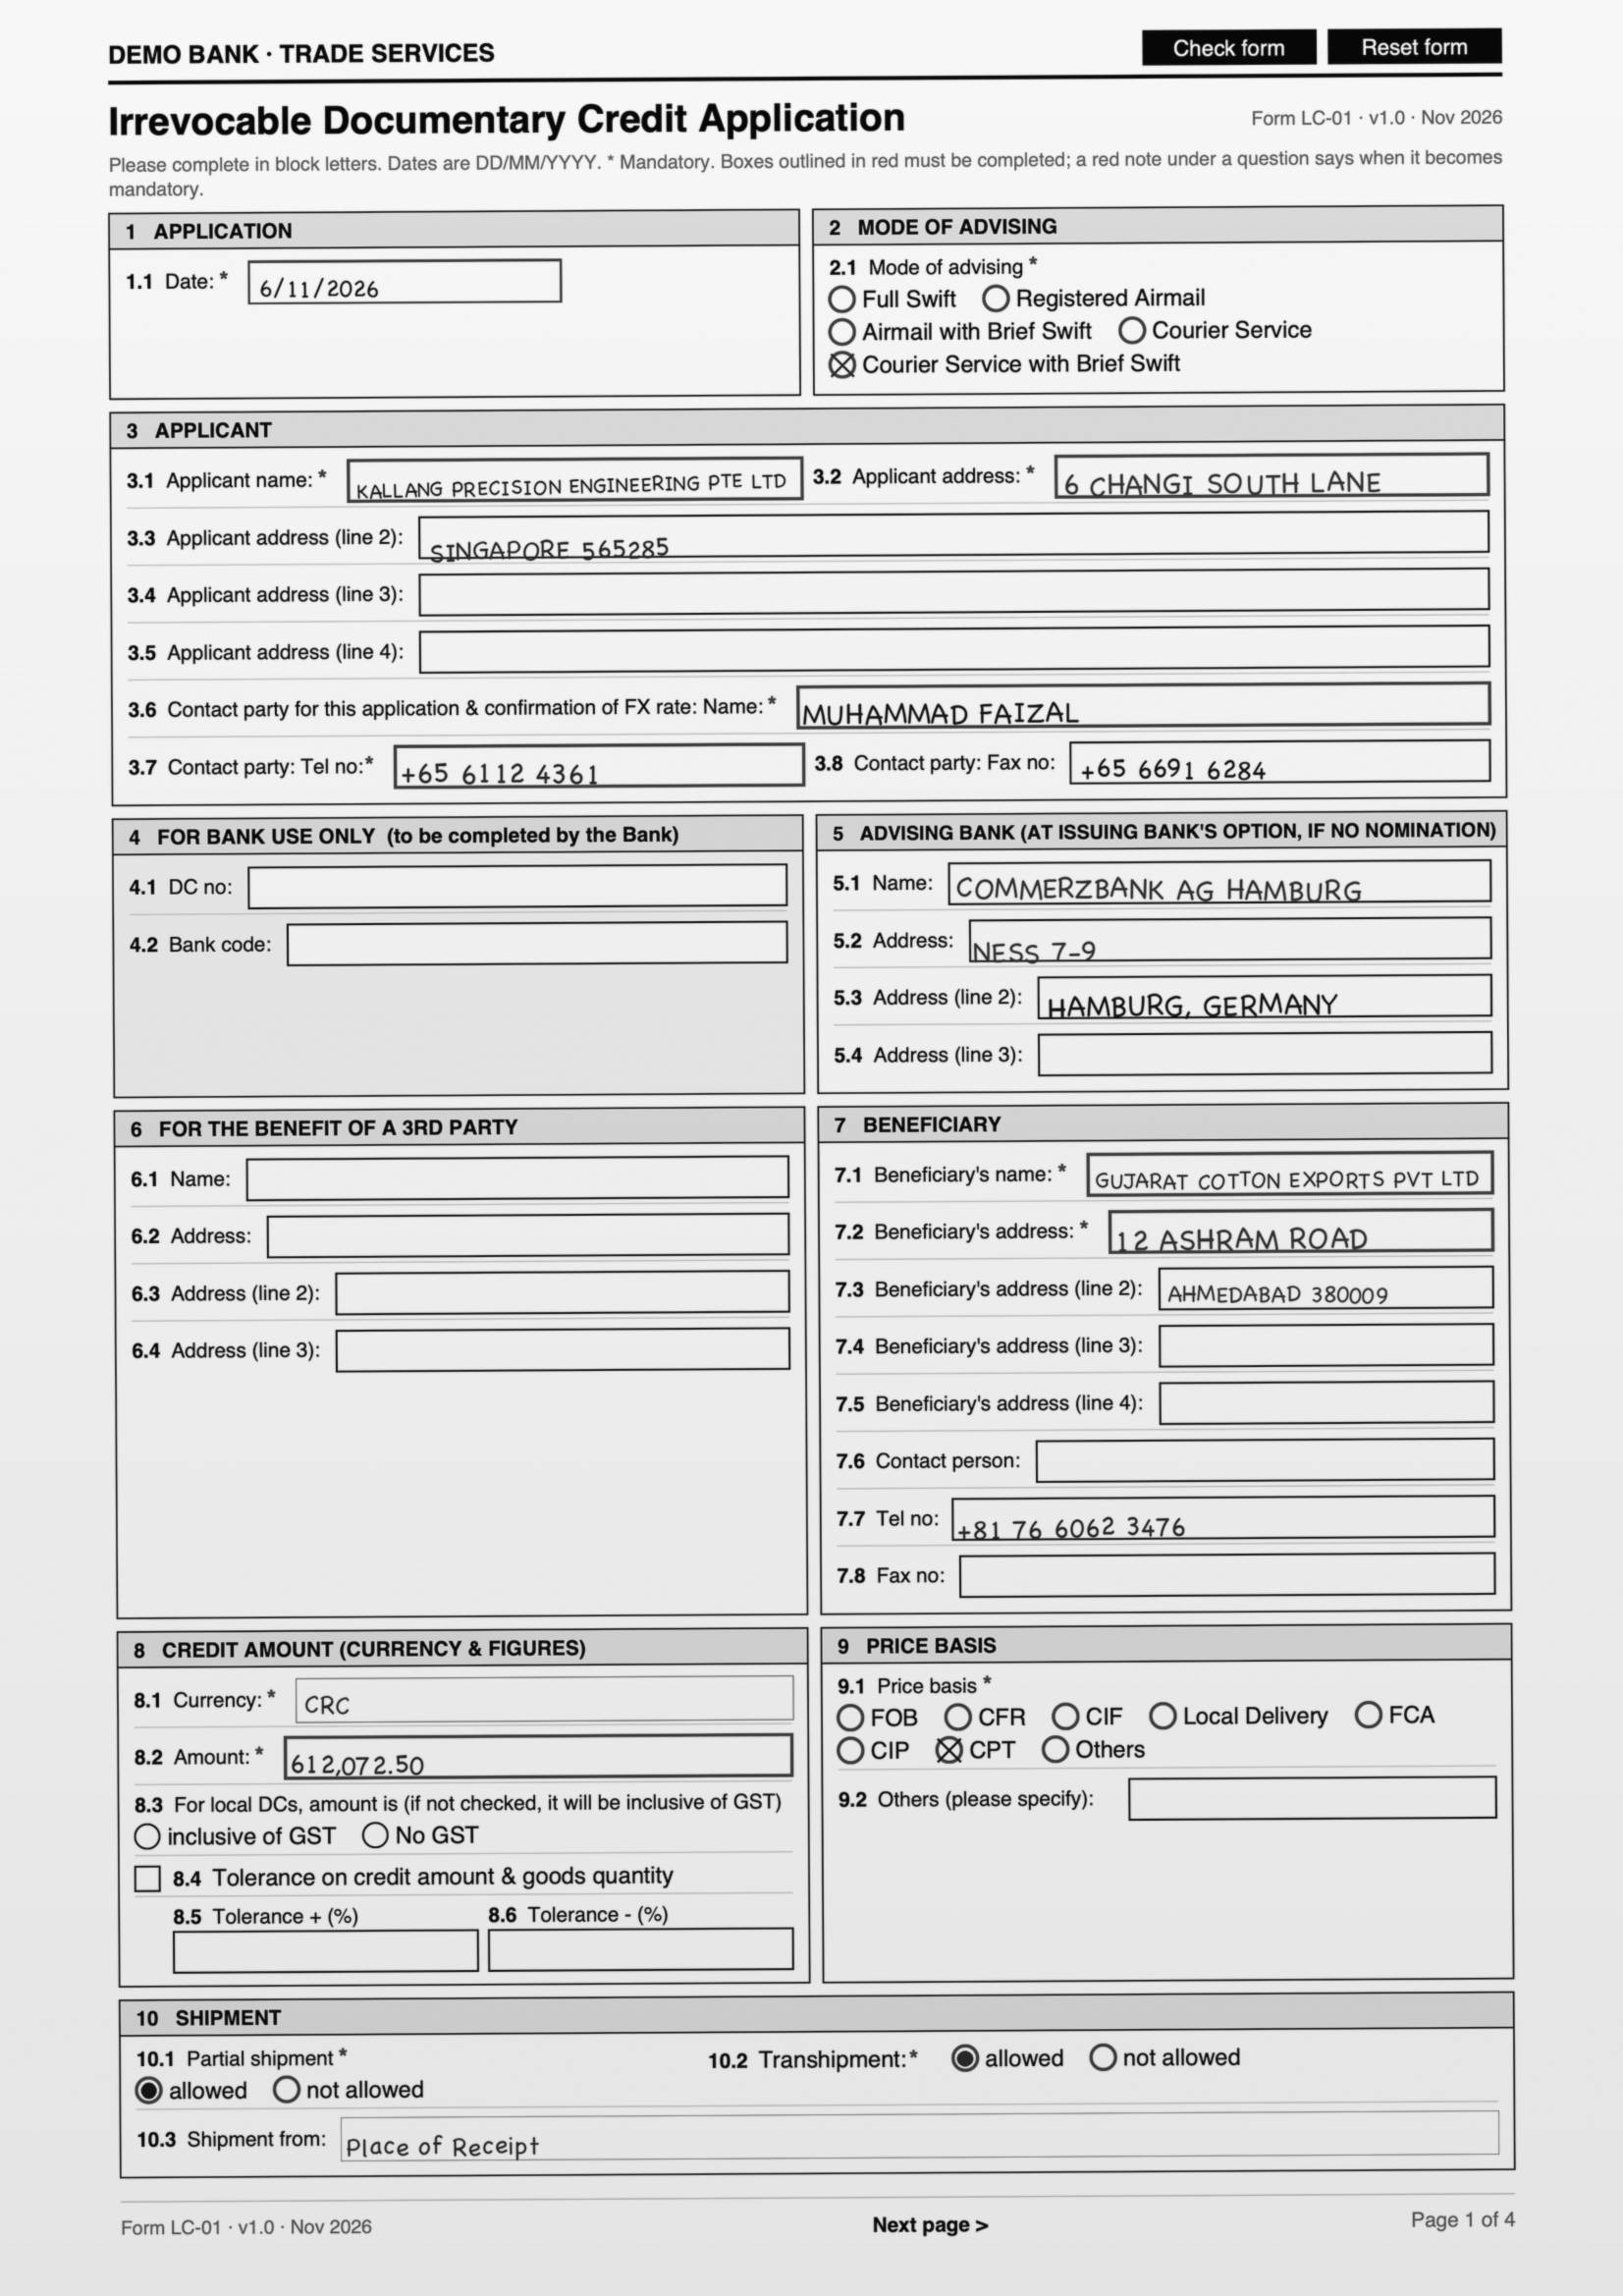 DEMO BANK · TRADE SERVICES
Check form
Reset form
Irrevocable Documentary Credit Application
Form LC-01 · v1.0 · Nov 2026
Please complete in block letters. Dates are DD/MM/YYYY. * Mandatory. Boxes outlined in red must be completed; a red note under a question says when it becomes
mandatory.
1 APPLICATION
1.1 Date: * 6/11/2026
2 MODE OF ADVISING
2.1 Mode of advising *
Full Swift Registered Airmail
Airmail with Brief Swift Courier Service
Courier Service with Brief Swift
3 APPLICANT
3.1 Applicant name: * KALLANG PRECISION ENGINEERING PTE LTD 3.2 Applicant address: * 6 CHANGI SOUTH LANE
3.3 Applicant address (line 2): SINGAPORE 565285
3.4 Applicant address (line 3):
3.5 Applicant address (line 4):
3.6 Contact party for this application & confirmation of FX rate: Name: * MUHAMMAD FAIZAL
3.7 Contact party: Tel no:* +65 6112 4361 3.8 Contact party: Fax no: +65 6691 6284
4 FOR BANK USE ONLY (to be completed by the Bank)
4.1 DC no:
4.2 Bank code:
5 ADVISING BANK (AT ISSUING BANK'S OPTION, IF NO NOMINATION)
5.1 Name: COMMERZBANK AG HAMBURG
5.2 Address: NESS 7-9
5.3 Address (line 2): HAMBURG, GERMANY
5.4 Address (line 3):
6 FOR THE BENEFIT OF A 3RD PARTY
6.1 Name:
6.2 Address:
6.3 Address (line 2):
6.4 Address (line 3):
7 BENEFICIARY
7.1 Beneficiary's name: * GUJARAT COTTON EXPORTS PVT LTD
7.2 Beneficiary's address: * 12 ASHRAM ROAD
7.3 Beneficiary's address (line 2): AHMEDABAD 380009
7.4 Beneficiary's address (line 3):
7.5 Beneficiary's address (line 4):
7.6 Contact person:
7.7 Tel no: +81 76 6062 3476
7.8 Fax no:
8 CREDIT AMOUNT (CURRENCY & FIGURES)
8.1 Currency: * CRC
8.2 Amount: * 612,072.50
8.3 For local DCs, amount is (if not checked, it will be inclusive of GST)
inclusive of GST No GST
8.4 Tolerance on credit amount & goods quantity
8.5 Tolerance + (%) 8.6 Tolerance - (%)
9 PRICE BASIS
9.1 Price basis *
FOB CFR CIF Local Delivery FCA
CIP CPT Others
9.2 Others (please specify):
10 SHIPMENT
10.1 Partial shipment *
allowed not allowed
10.2 Transhipment:* allowed not allowed
10.3 Shipment from: Place of Receipt
Form LC-01 · v1.0 · Nov 2026
Next page >
Page 1 of 4